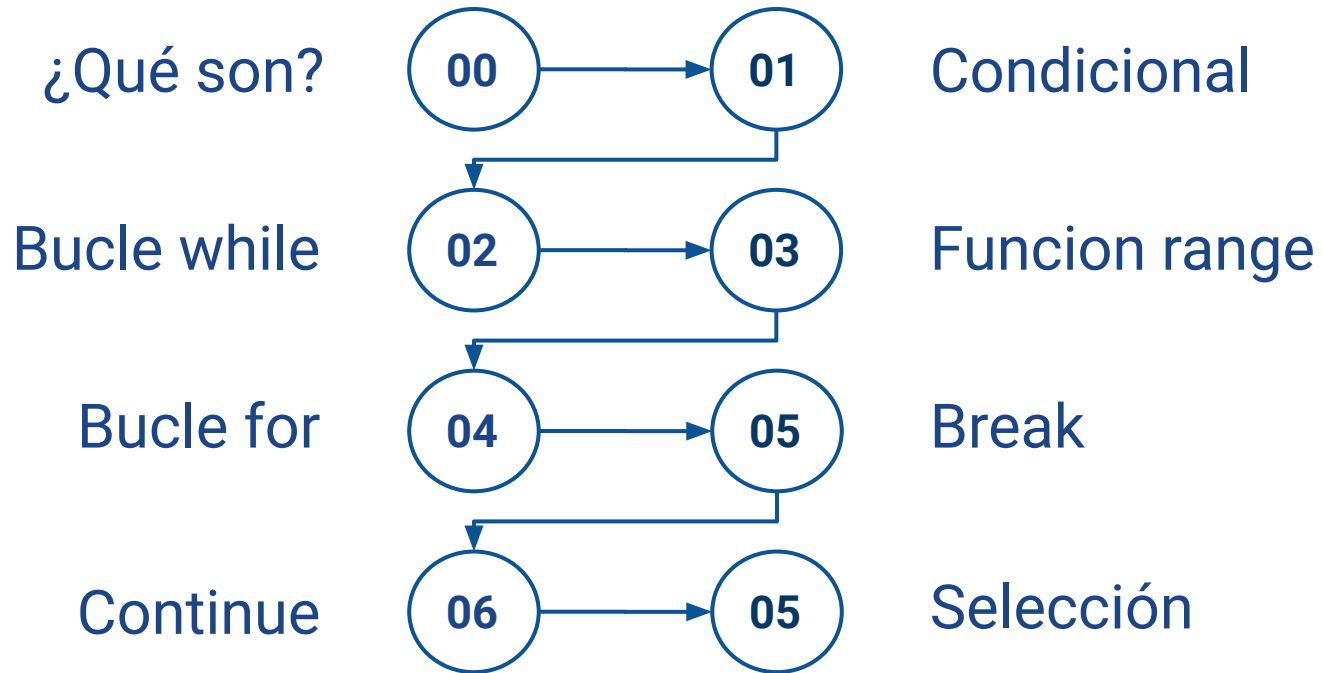 ¿Qué son? 00 01 Condicional
Bucle while 02 03 Funcion range
Bucle for 04 05 Break
Continue 06 05 Selección